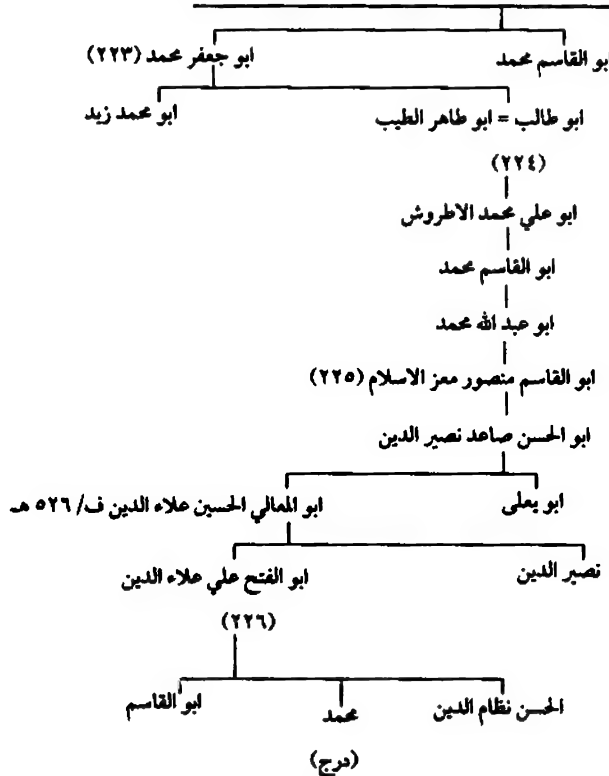 ابو القاسم محمد ابو جعفر محمد (٢٢٣)
ابو طالب = ابو طاهر الطيب ابو محمد زيد
(٢٢٤)
ابو علي محمد الاطروش
ابو القاسم محمد
ابو عبد الله محمد
ابو القاسم منصور معز الاسلام (٢٢٥)
ابو الحسن صاعد نصير الدين
ابو يعلى ابو المعالي الحسين علاء الدين ف/ ٥٢٦ هـ
نصير الدين ابو الفتح علي علاء الدين
(٢٢٦)
الحسن نظام الدين محمد ابو القاسم
(درج)